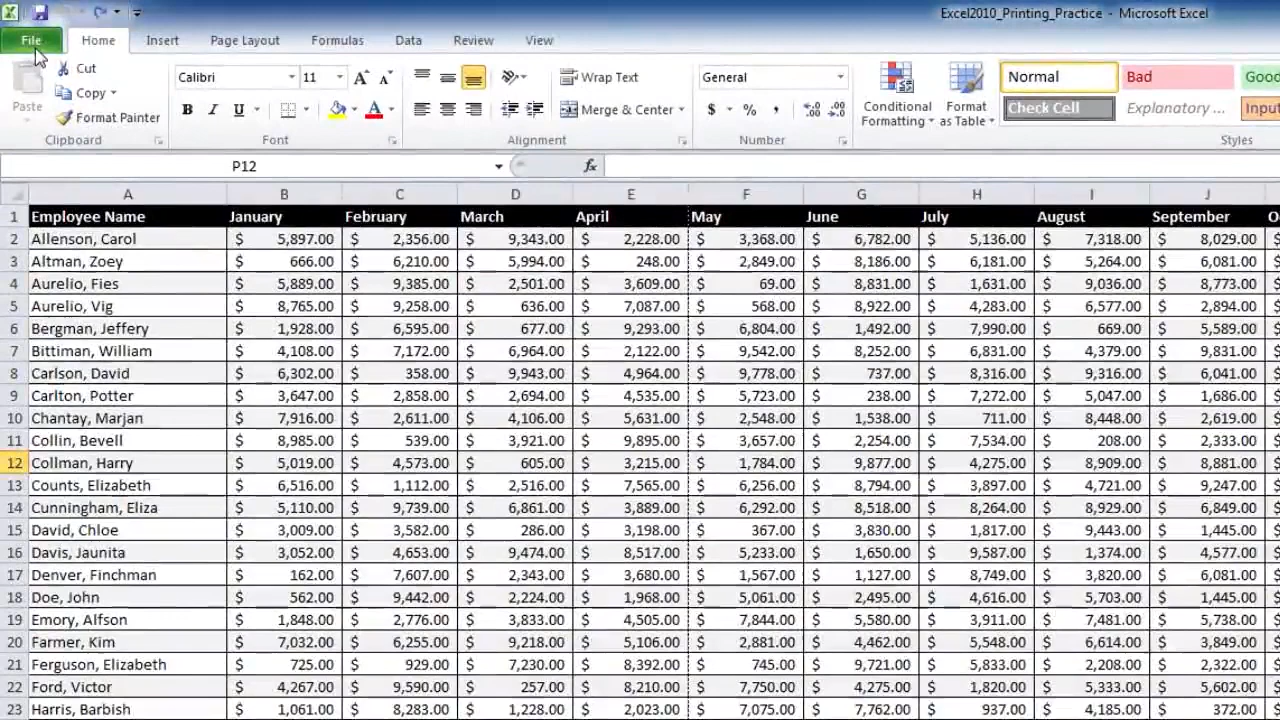 Excel2010_Printing_Practice - Microsoft Excel
File Home Insert Page Layout Formulas Data Review View
Cut
Copy
Format Painter
Paste
Clipboard
Calibri 11 A A
B I U A
Font
Wrap Text
Merge & Center
Alignment
General
$ % , .00 .00
Number
Conditional Formatting
Format as Table
Normal Bad Good
Check Cell Explanatory ... Inpu
Styles
P12 fx
A B C D E F G H I J
1 Employee Name January February March April May June July August September O
2 Allenson, Carol $ 5,897.00 $ 2,356.00 $ 9,343.00 $ 2,228.00 $ 3,368.00 $ 6,782.00 $ 5,136.00 $ 7,318.00 $ 8,029.00 $
3 Altman, Zoey $ 666.00 $ 6,210.00 $ 5,994.00 $ 248.00 $ 2,849.00 $ 8,186.00 $ 6,181.00 $ 5,264.00 $ 6,081.00 $
4 Aurelio, Fies $ 5,889.00 $ 9,385.00 $ 2,501.00 $ 3,609.00 $ 69.00 $ 8,831.00 $ 1,631.00 $ 9,036.00 $ 8,773.00 $
5 Aurelio, Vig $ 8,765.00 $ 9,258.00 $ 636.00 $ 7,087.00 $ 568.00 $ 8,922.00 $ 4,283.00 $ 6,577.00 $ 2,894.00 $
6 Bergman, Jeffery $ 1,928.00 $ 6,595.00 $ 677.00 $ 9,293.00 $ 6,804.00 $ 1,492.00 $ 7,990.00 $ 669.00 $ 5,589.00 $
7 Bittiman, William $ 4,108.00 $ 7,172.00 $ 6,964.00 $ 2,122.00 $ 9,542.00 $ 8,252.00 $ 6,831.00 $ 4,379.00 $ 9,831.00 $
8 Carlson, David $ 6,302.00 $ 358.00 $ 9,943.00 $ 4,964.00 $ 9,778.00 $ 737.00 $ 8,316.00 $ 9,316.00 $ 6,041.00 $
9 Carlton, Potter $ 3,647.00 $ 2,858.00 $ 2,694.00 $ 4,535.00 $ 5,723.00 $ 238.00 $ 7,272.00 $ 5,047.00 $ 1,686.00 $
10 Chantay, Marjan $ 7,916.00 $ 2,611.00 $ 4,106.00 $ 5,631.00 $ 2,548.00 $ 1,538.00 $ 711.00 $ 8,448.00 $ 2,619.00 $
11 Collin, Bevell $ 8,985.00 $ 539.00 $ 3,921.00 $ 9,895.00 $ 3,657.00 $ 2,254.00 $ 7,534.00 $ 208.00 $ 2,333.00 $
12 Collman, Harry $ 5,019.00 $ 4,573.00 $ 605.00 $ 3,215.00 $ 1,784.00 $ 9,877.00 $ 4,275.00 $ 8,909.00 $ 8,881.00 $
13 Counts, Elizabeth $ 6,516.00 $ 1,112.00 $ 2,516.00 $ 7,565.00 $ 6,256.00 $ 8,794.00 $ 3,897.00 $ 4,721.00 $ 9,247.00 $
14 Cunningham, Eliza $ 5,110.00 $ 9,739.00 $ 6,861.00 $ 3,889.00 $ 6,292.00 $ 8,518.00 $ 8,264.00 $ 8,929.00 $ 6,849.00 $
15 David, Chloe $ 3,009.00 $ 3,582.00 $ 286.00 $ 3,198.00 $ 367.00 $ 3,830.00 $ 1,817.00 $ 9,443.00 $ 1,445.00 $
16 Davis, Jaunita $ 3,052.00 $ 4,653.00 $ 9,474.00 $ 8,517.00 $ 5,233.00 $ 1,650.00 $ 9,587.00 $ 1,374.00 $ 4,577.00 $
17 Denver, Finchman $ 162.00 $ 7,607.00 $ 2,343.00 $ 3,680.00 $ 1,567.00 $ 1,127.00 $ 8,749.00 $ 3,820.00 $ 6,081.00 $
18 Doe, John $ 562.00 $ 9,442.00 $ 2,224.00 $ 1,968.00 $ 5,061.00 $ 2,495.00 $ 4,616.00 $ 5,703.00 $ 1,445.00 $
19 Emory, Alfson $ 1,848.00 $ 2,776.00 $ 3,833.00 $ 4,505.00 $ 7,844.00 $ 5,580.00 $ 3,911.00 $ 7,481.00 $ 5,738.00 $
20 Farmer, Kim $ 7,032.00 $ 6,255.00 $ 9,218.00 $ 5,106.00 $ 2,881.00 $ 4,462.00 $ 5,548.00 $ 6,614.00 $ 3,849.00 $
21 Ferguson, Elizabeth $ 725.00 $ 929.00 $ 7,230.00 $ 8,392.00 $ 745.00 $ 9,721.00 $ 5,833.00 $ 2,208.00 $ 2,322.00 $
22 Ford, Victor $ 4,267.00 $ 9,590.00 $ 257.00 $ 8,210.00 $ 7,750.00 $ 4,275.00 $ 1,820.00 $ 5,333.00 $ 5,602.00 $
23 Harris, Barbish $ 1,061.00 $ 8,283.00 $ 1,228.00 $ 2,023.00 $ 7,075.00 $ 7,762.00 $ 937.00 $ 4,185.00 $ 372.00 $